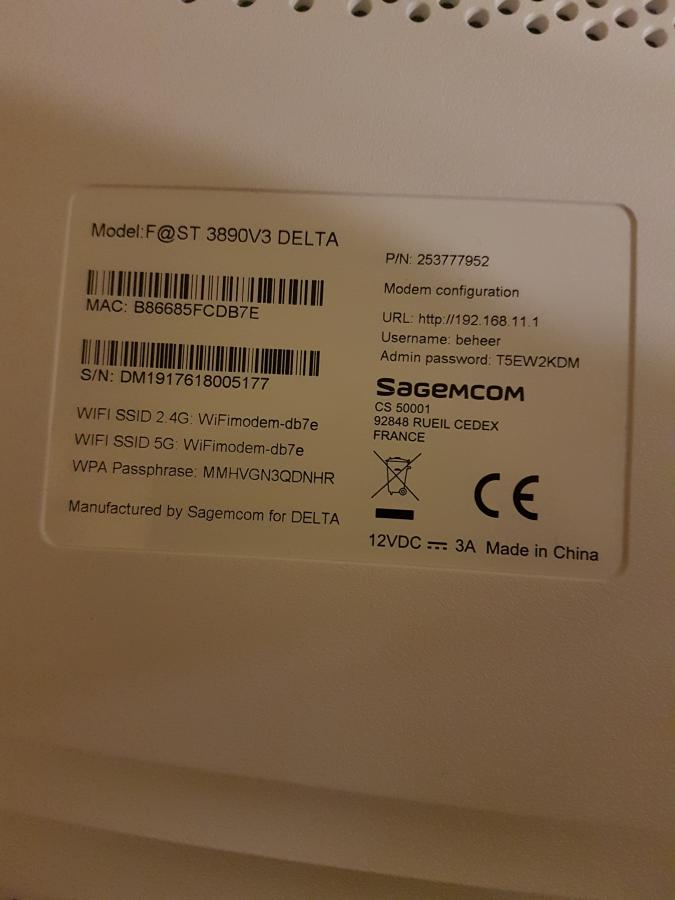 Model:F@ST 3890V3 DELTA
MAC: B86685FCDB7E
S/N: DM1917618005177
WIFI SSID 2.4G: WiFimodem-db7e
WIFI SSID 5G: WiFimodem-db7e
WPA Passphrase: MMHVGN3QDNHR
Manufactured by Sagemcom for DELTA
P/N: 253777952
Modem configuration
URL: http://192.168.11.1
Username: beheer
Admin password: T5EW2KDM
SAGEMCOM
CS 50001
92848 RUEIL CEDEX
FRANCE
CE
12VDC ⎓ 3A Made in China